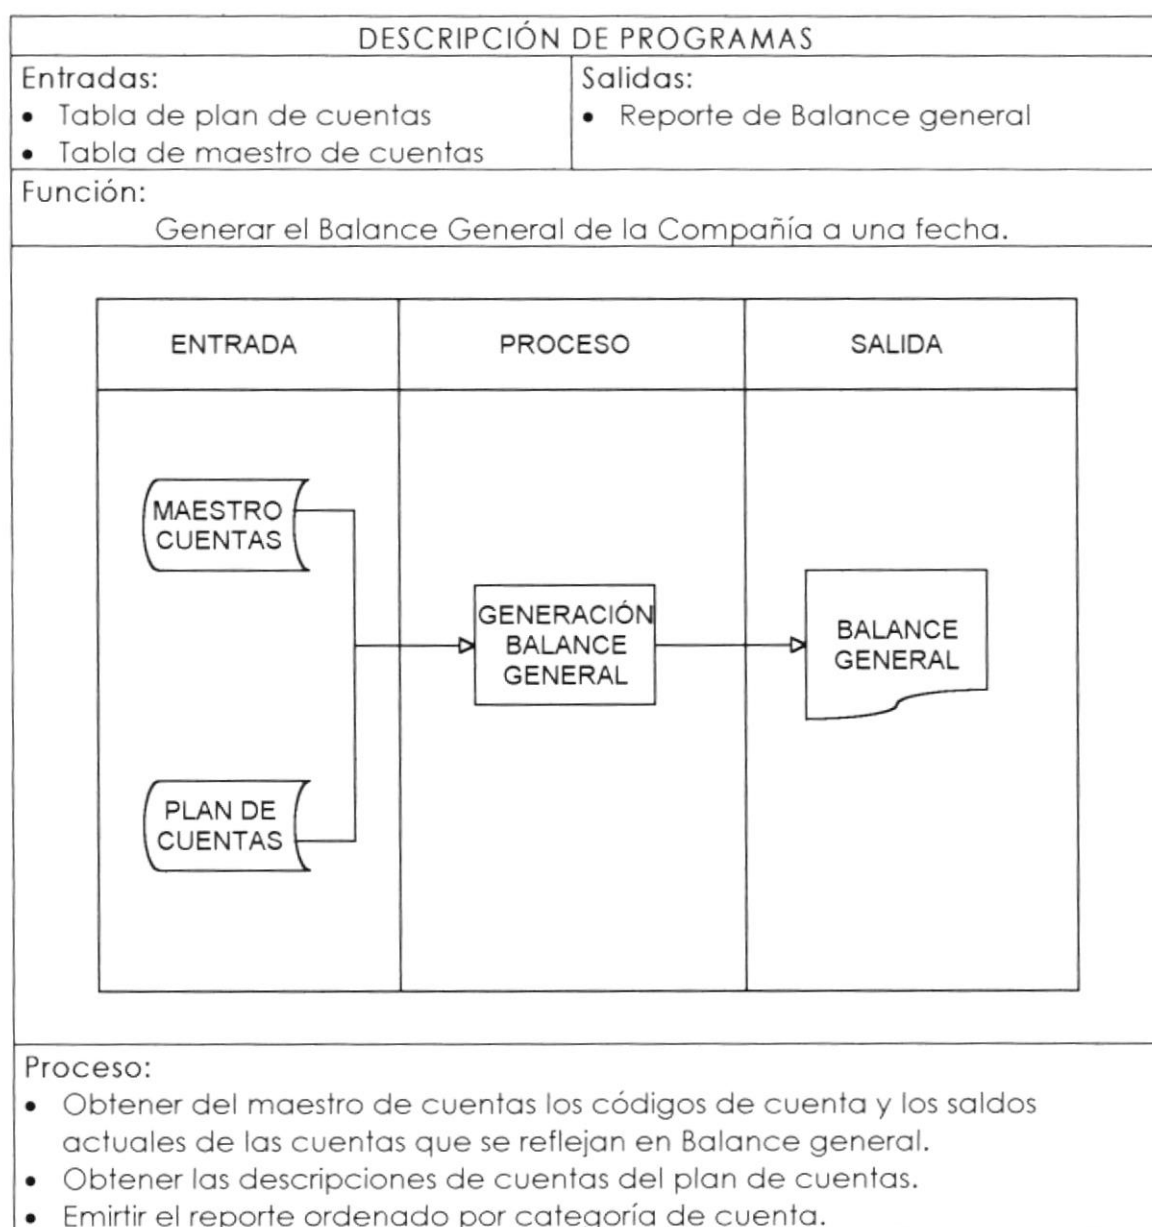 DESCRIPCIÓN DE PROGRAMAS
Entradas:
• Tabla de plan de cuentas
• Tabla de maestro de cuentas
Salidas:
• Reporte de Balance general
Función:
Generar el Balance General de la Compañía a una fecha.
ENTRADA
PROCESO
SALIDA
MAESTRO
CUENTAS
GENERACIÓN
BALANCE
GENERAL
BALANCE
GENERAL
PLAN DE
CUENTAS
Proceso:
• Obtener del maestro de cuentas los códigos de cuenta y los saldos
actuales de las cuentas que se reflejan en Balance general.
• Obtener las descripciones de cuentas del plan de cuentas.
• Emirtir el reporte ordenado por categoría de cuenta.